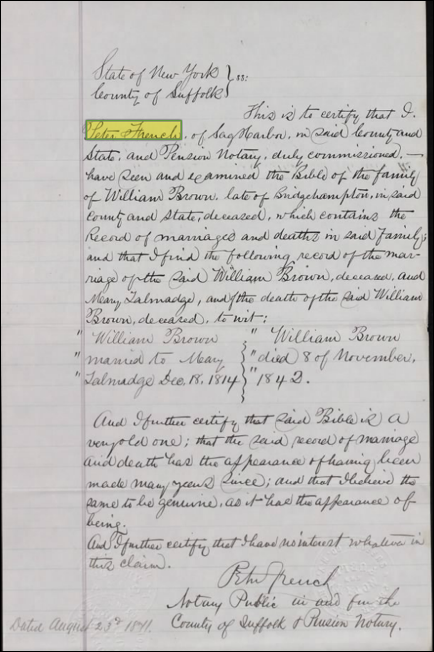 State of New York } ss:
County of Suffolk }
This is to certify that I,
Peter French, of Sag Harbor, in said County and
State, and Pension Notary, duly commissioned, —
have seen and examined the Bible of the family
of William Brown, late of Bridgehampton, in said
County and State, deceased, which contains the
Record of marriages and deaths in said Family;
and that I find the following record of the mar-
riage of the said William Brown, deceased, and
Mary Talmadge, and of the death of the said William
Brown, deceased, to wit:
" William Brown } " William Brown
" married to Mary } " died 8 of November,
" Talmadge Dec. 18, 1814 } " 1842.
And I further certify that said Bible is a
very old one; that the said record of marriage
and death has the appearance of having been
made many years since; and that I believe the
same to be genuine, as it has the appearance of
being.
And I further certify that I have no interest whatever in
this claim.
Peter French
Notary Public in and for the
County of Suffolk & Pension Notary.
Dated August 23d